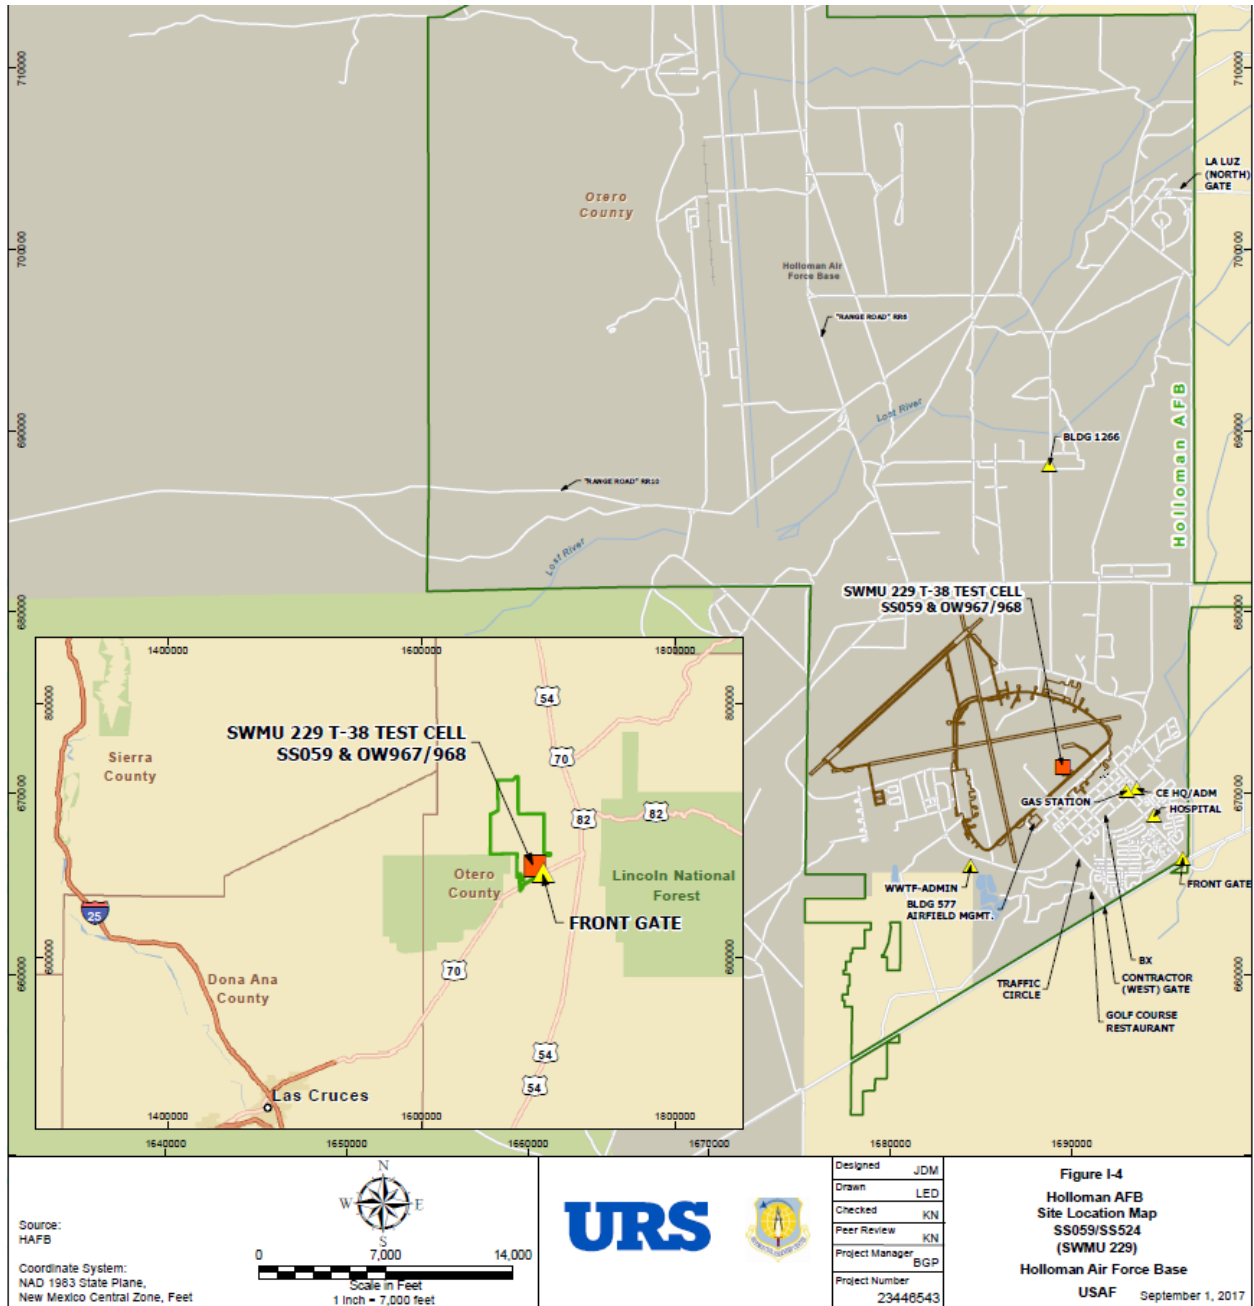 710000
710000
LA LUZ
(NORTH)
GATE
Otero
County
700000
700000
Holloman Air
Force Base
"RANGE ROAD" RR6
Lost River
690000
690000
BLDG 1266
Holloman AFB
"RANGE ROAD" RR10
Lost River
SWMU 229 T-38 TEST CELL
SS059 & OW967/968
680000
680000
1400000
1600000
1800000
800000
800000
54
SWMU 229 T-38 TEST CELL
SS059 & OW967/968
70
Sierra
County
670000
670000
GAS STATION
CE HQ/ADM
HOSPITAL
82
82
Otero
County
Lincoln National
Forest
WWTF-ADMIN
FRONT GATE
BLDG 577
AIRFIELD MGMT.
25
FRONT GATE
600000
600000
660000
660000
70
Dona Ana
County
BX
TRAFFIC
CIRCLE
CONTRACTOR
(WEST) GATE
GOLF COURSE
RESTAURANT
54
54
Las Cruces
1400000
1600000
1800000
1640000
1650000
1660000
1670000
1680000
1690000
N
W
E
S
Source:
HAFB
Coordinate System:
NAD 1983 State Plane,
New Mexico Central Zone, Feet
0
7,000
14,000
Scale in Feet
1 inch = 7,000 feet
URS
Designed JDM
Drawn LED
Checked KN
Peer Review KN
Project Manager BGP
Project Number
23446543
Figure I-4
Holloman AFB
Site Location Map
SS059/SS524
(SWMU 229)
Holloman Air Force Base
USAF
September 1, 2017